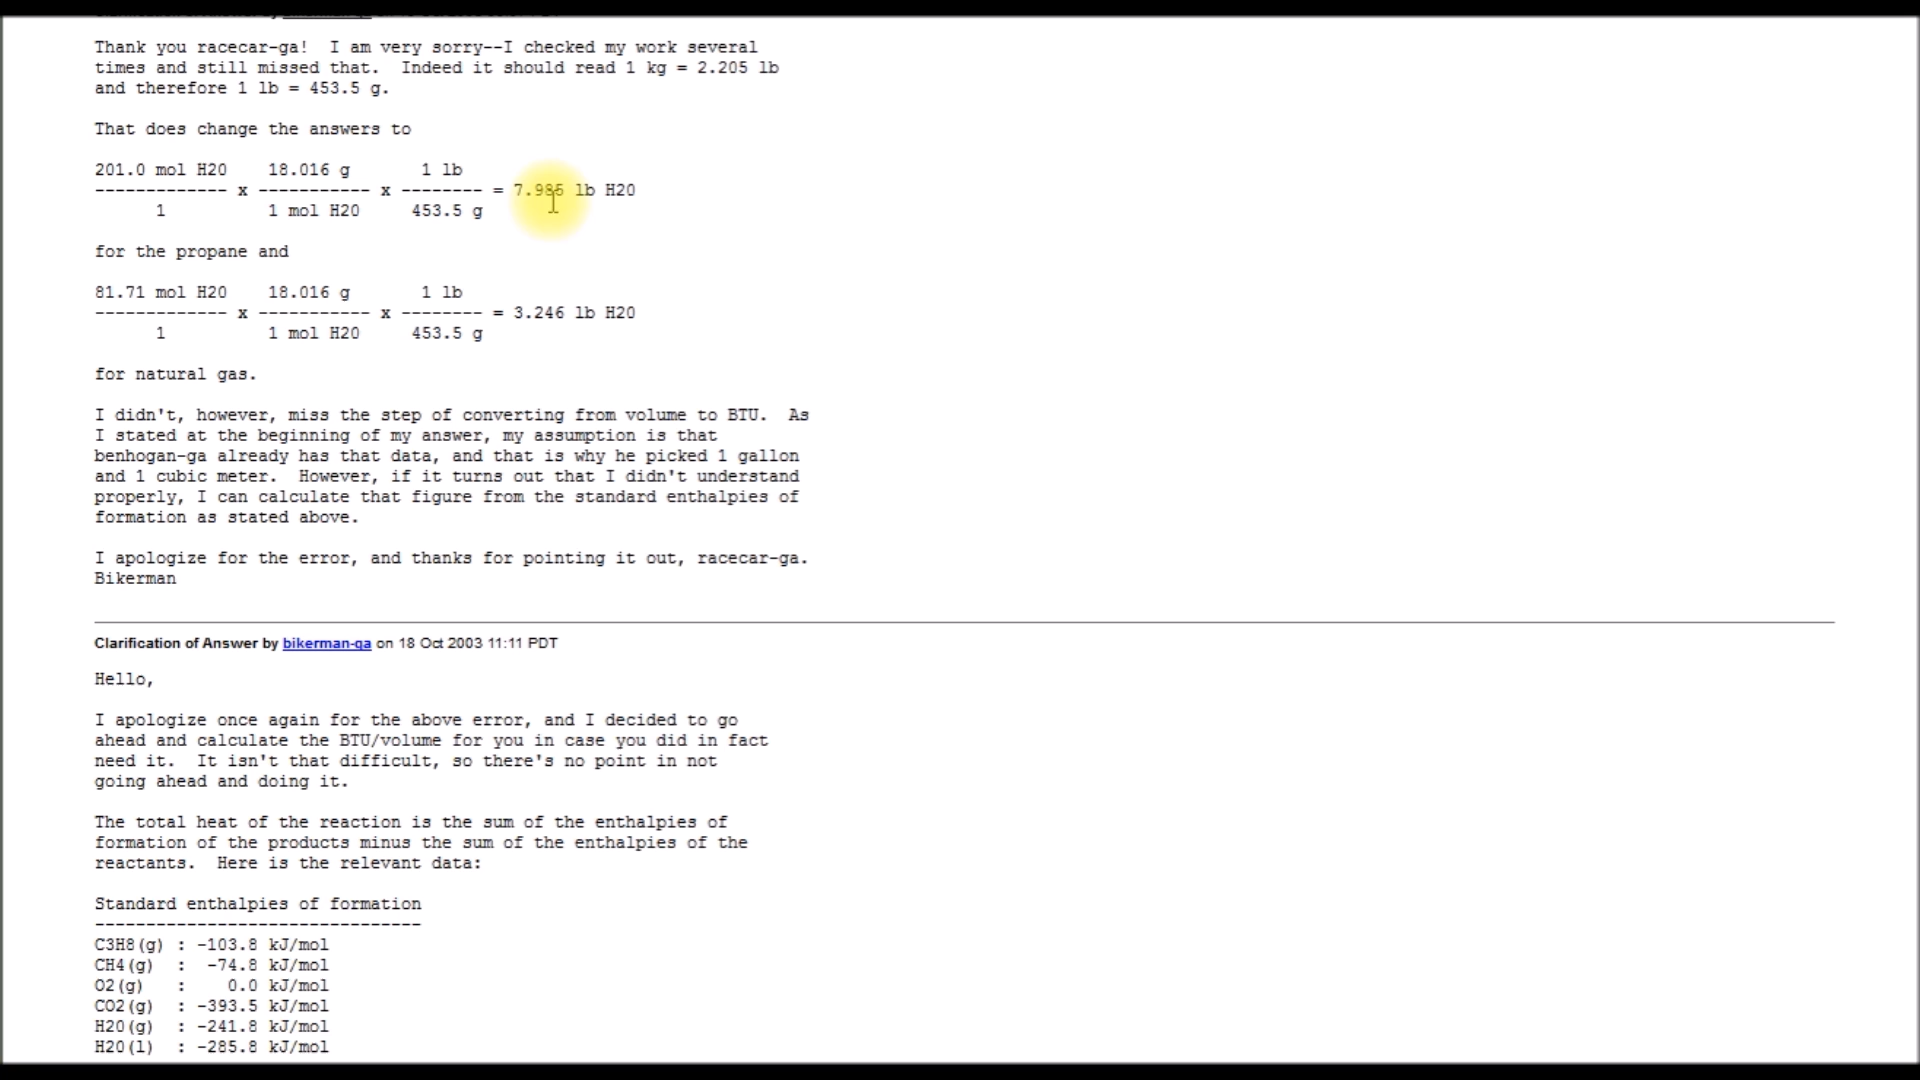 Thank you racecar-ga!  I am very sorry--I checked my work several
times and still missed that.  Indeed it should read 1 kg = 2.205 lb
and therefore 1 lb = 453.5 g.
That does change the answers to
201.0 mol H20    18.016 g    1 lb
------------- x ----------- x -------- = 7.985 lb H20
1    1 mol H20    453.5 g
for the propane and
81.71 mol H20    18.016 g    1 lb
------------- x ----------- x -------- = 3.246 lb H20
1    1 mol H20    453.5 g
for natural gas.
I didn't, however, miss the step of converting from volume to BTU.  As
I stated at the beginning of my answer, my assumption is that
benhogan-ga already has that data, and that is why he picked 1 gallon
and 1 cubic meter.  However, if it turns out that I didn't understand
properly, I can calculate that figure from the standard enthalpies of
formation as stated above.
I apologize for the error, and thanks for pointing it out, racecar-ga.
Bikerman
Clarification of Answer by bikerman-ga on 18 Oct 2003 11:11 PDT
Hello,
I apologize once again for the above error, and I decided to go
ahead and calculate the BTU/volume for you in case you did in fact
need it.  It isn't that difficult, so there's no point in not
going ahead and doing it.
The total heat of the reaction is the sum of the enthalpies of
formation of the products minus the sum of the enthalpies of the
reactants.  Here is the relevant data:
Standard enthalpies of formation
--------------------------------
C3H8(g) : -103.8 kJ/mol
CH4(g)  :  -74.8 kJ/mol
O2(g)   :    0.0 kJ/mol
CO2(g)  : -393.5 kJ/mol
H20(g)  : -241.8 kJ/mol
H20(l)  : -285.8 kJ/mol